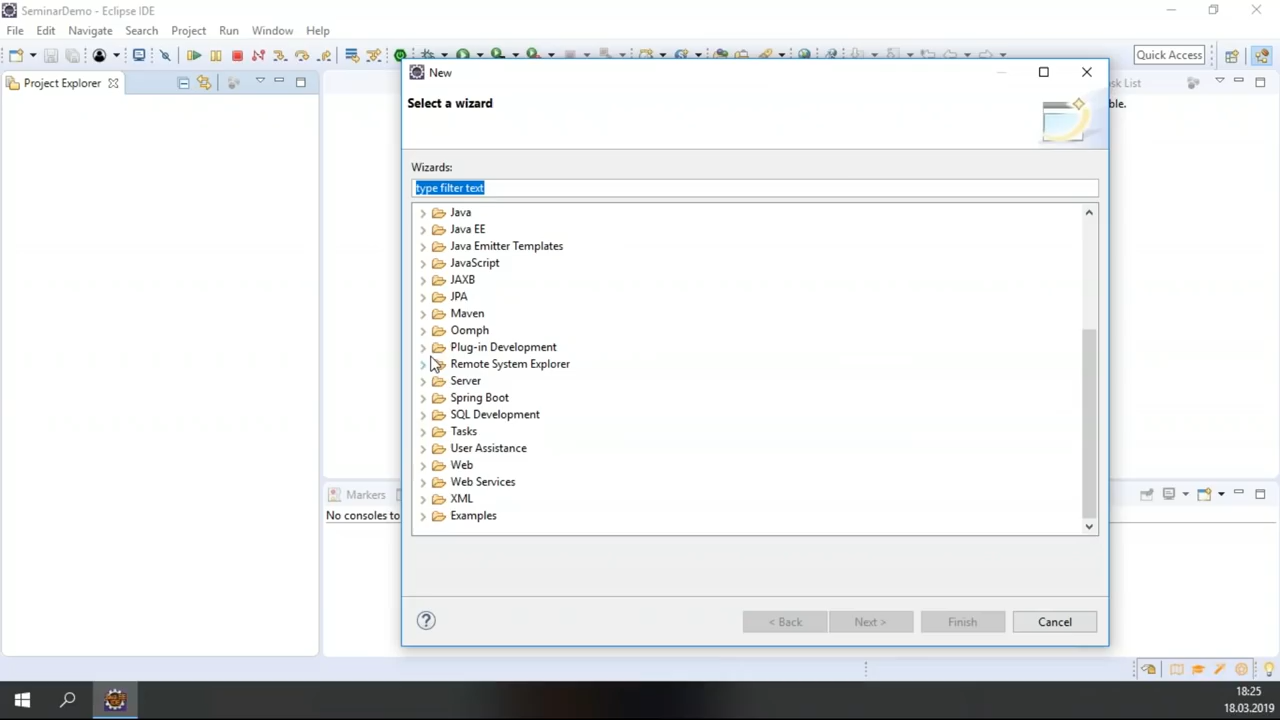 SeminarDemo - Eclipse IDE
File Edit Navigate Search Project Run Window Help
Quick Access
Project Explorer
New
Select a wizard
Wizards:
type filter text
Java
Java EE
Java Emitter Templates
JavaScript
JAXB
JPA
Maven
Oomph
Plug-in Development
Remote System Explorer
Server
Spring Boot
SQL Development
Tasks
User Assistance
Web
Web Services
XML
Examples
< Back Next > Finish Cancel
List
Markers
No consoles to
18:25
18.03.2019